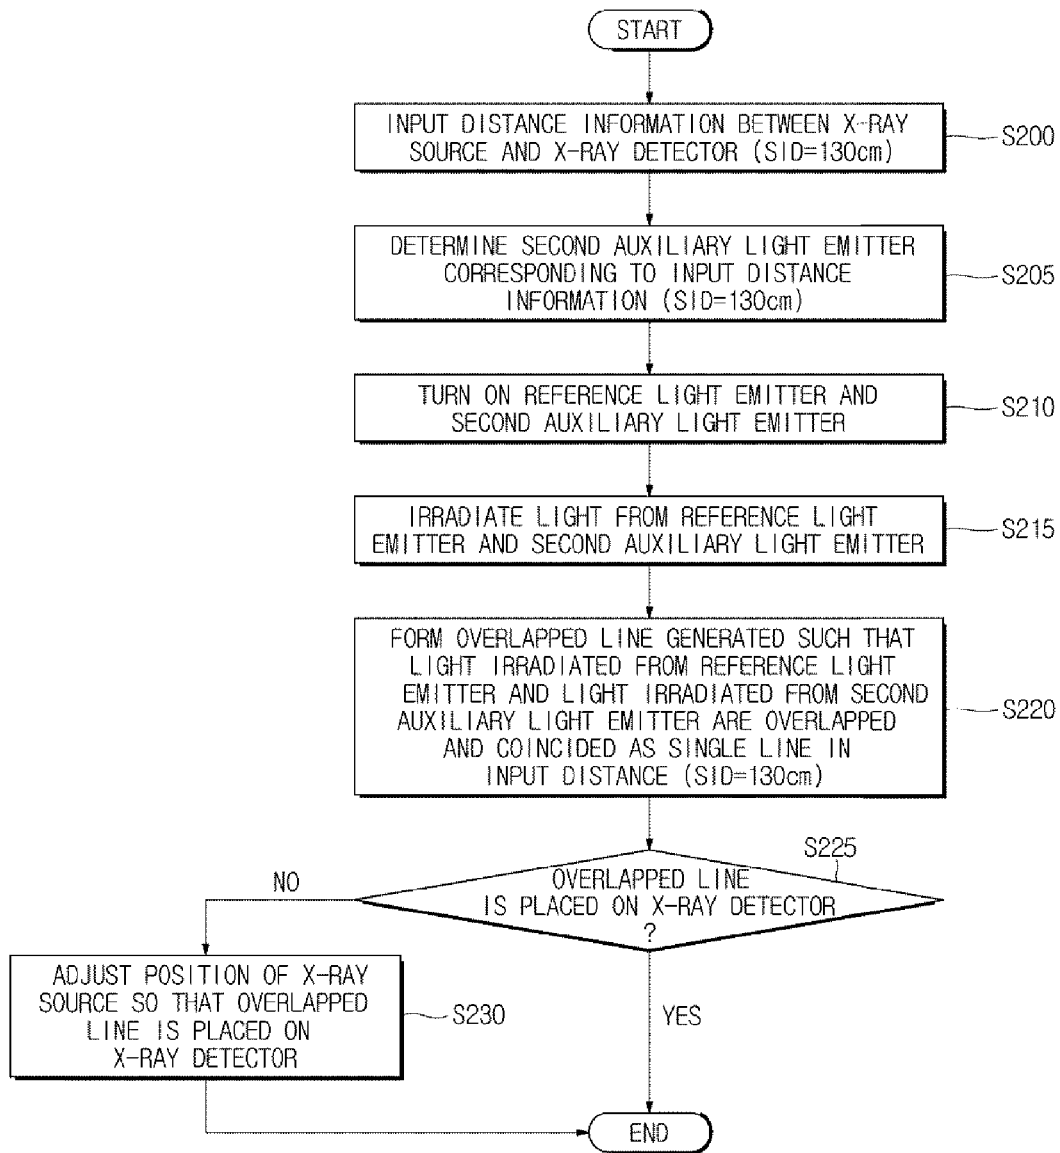 START
INPUT DISTANCE INFORMATION BETWEEN X-RAY
SOURCE AND X-RAY DETECTOR (SID=130cm)
S200
DETERMINE SECOND AUXILIARY LIGHT EMITTER
CORRESPONDING TO INPUT DISTANCE
INFORMATION (SID=130cm)
S205
TURN ON REFERENCE LIGHT EMITTER AND
SECOND AUXILIARY LIGHT EMITTER
S210
IRRADIATE LIGHT FROM REFERENCE LIGHT
EMITTER AND SECOND AUXILIARY LIGHT EMITTER
S215
FORM OVERLAPPED LINE GENERATED SUCH THAT
LIGHT IRRADIATED FROM REFERENCE LIGHT
EMITTER AND LIGHT IRRADIATED FROM SECOND
AUXILIARY LIGHT EMITTER ARE OVERLAPPED
AND COINCIDED AS SINGLE LINE IN
INPUT DISTANCE (SID=130cm)
S220
S225
OVERLAPPED LINE
IS PLACED ON X-RAY DETECTOR
?
NO
ADJUST POSITION OF X-RAY
SOURCE SO THAT OVERLAPPED
LINE IS PLACED ON
X-RAY DETECTOR
S230
YES
END